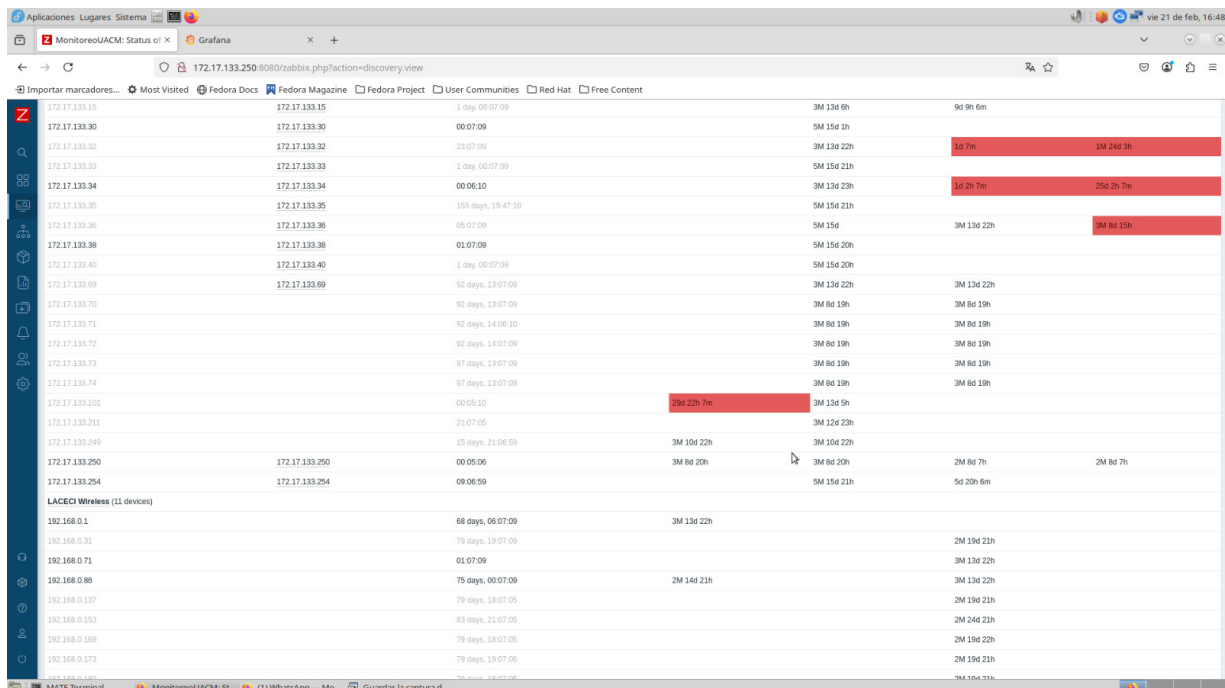 Aplicaciones Lugares Sistema vie 21 de feb, 16:48
Z MonitoreoUACM: Status of × Grafana × +
172.17.133.250:8080/zabbix.php?action=discovery.view
Importar marcadores... Most Visited Fedora Docs Fedora Magazine Fedora Project User Communities Red Hat Free Content
Z
172.17.133.15 172.17.133.15 1 day, 00:07:09 3M 13d 6h 9d 9h 6m
172.17.133.30 172.17.133.30 00:07:09 5M 15d 1h
172.17.133.32 172.17.133.32 23:07:09 3M 13d 22h 1d 7m 1M 24d 3h
172.17.133.33 172.17.133.33 1 day, 00:07:09 5M 15d 21h
172.17.133.34 172.17.133.34 00:06:10 3M 13d 23h 1d 2h 7m 25d 2h 7m
172.17.133.35 172.17.133.35 155 days, 15:47:10 5M 15d 21h
172.17.133.36 172.17.133.36 05:07:09 5M 15d 3M 13d 22h 3M 8d 15h
172.17.133.38 172.17.133.38 01:07:09 5M 15d 20h
172.17.133.40 172.17.133.40 1 day, 00:07:09 5M 15d 20h
172.17.133.69 172.17.133.69 92 days, 13:07:09 3M 13d 22h 3M 13d 22h
172.17.133.70 92 days, 13:07:09 3M 8d 19h 3M 8d 19h
172.17.133.71 92 days, 14:06:10 3M 8d 19h 3M 8d 19h
172.17.133.72 92 days, 14:07:09 3M 8d 19h 3M 8d 19h
172.17.133.73 97 days, 13:07:09 3M 8d 19h 3M 8d 19h
172.17.133.74 97 days, 13:07:09 3M 8d 19h 3M 8d 19h
172.17.133.101 00:05:10 29d 22h 7m 3M 13d 5h
172.17.133.211 21:07:05 3M 12d 23h
172.17.133.249 15 days, 21:06:59 3M 10d 22h 3M 10d 22h
172.17.133.250 172.17.133.250 00:05:06 3M 8d 20h 3M 8d 20h 2M 8d 7h 2M 8d 7h
172.17.133.254 172.17.133.254 09:06:59 5M 15d 21h 5d 20h 6m
LACECI Wireless (11 devices)
192.168.0.1 68 days, 06:07:09 3M 13d 22h
192.168.0.31 79 days, 19:07:09 2M 19d 21h
192.168.0.71 01:07:09 3M 13d 22h
192.168.0.86 75 days, 00:07:09 2M 14d 21h 3M 13d 22h
192.168.0.137 79 days, 18:07:05 2M 19d 21h
192.168.0.153 83 days, 21:07:05 2M 24d 21h
192.168.0.169 79 days, 18:07:05 2M 19d 22h
192.168.0.173 79 days, 19:07:06 2M 19d 21h
192.168.0.180 79 days, 18:07:05 2M 19d 21h
MATE Terminal MonitoreoUACM: St... (1) WhatsApp — Mo... Guardar la captura d...